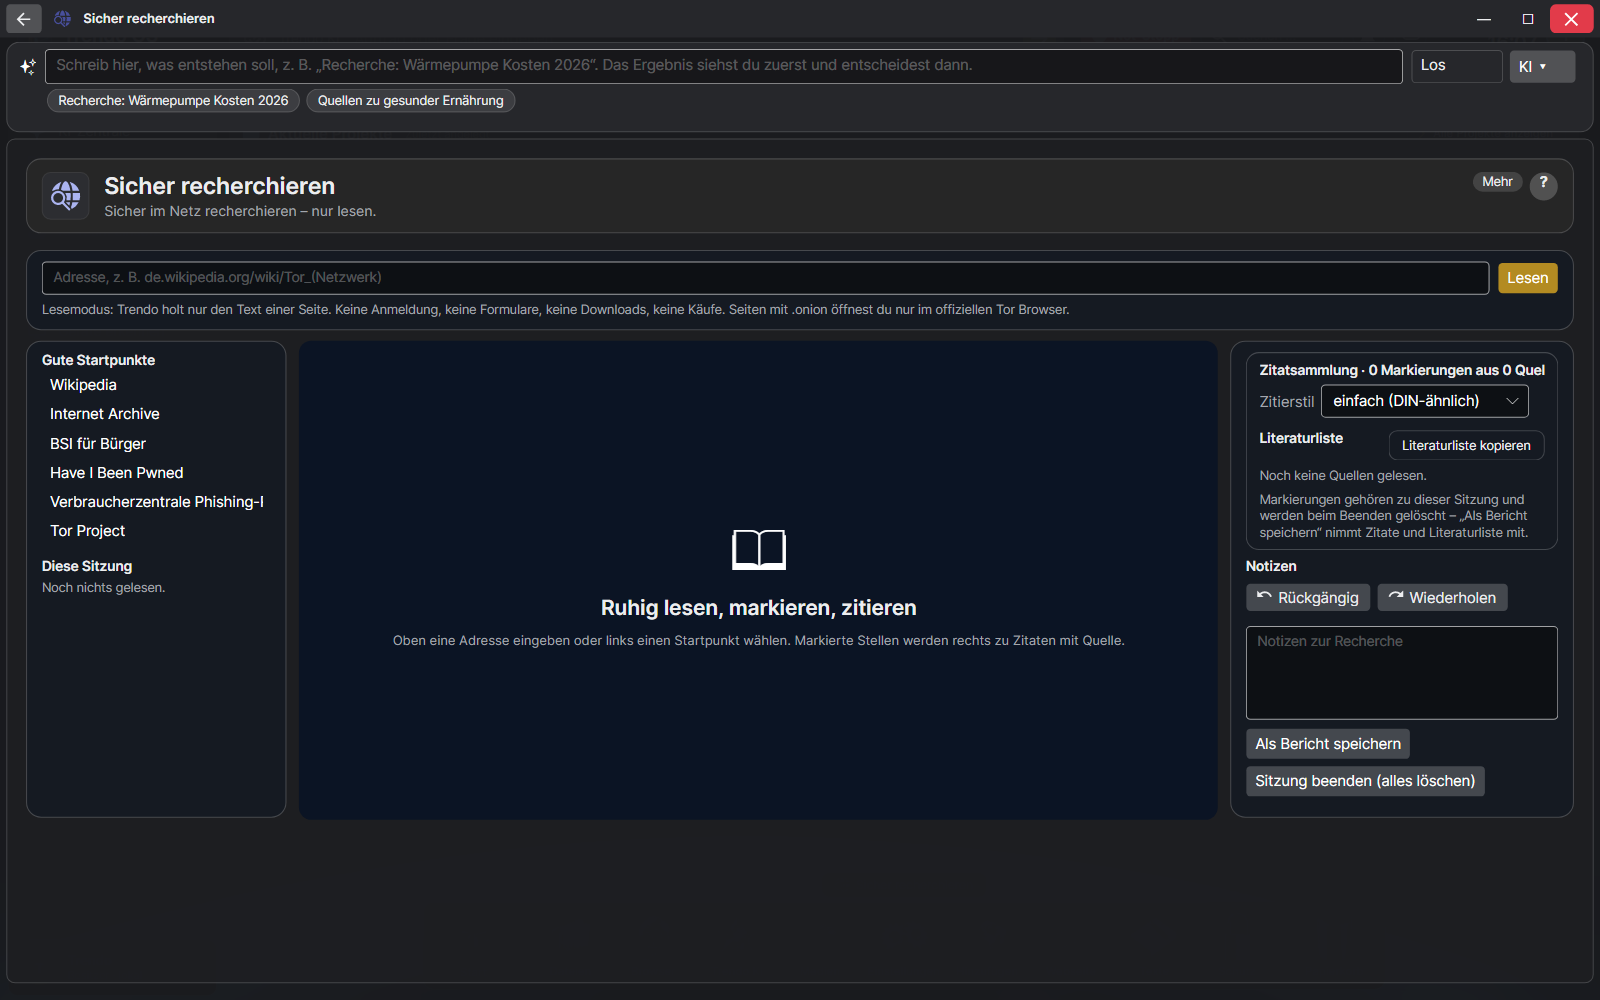 Sicher recherchieren
Schreib hier, was entstehen soll, z. B. „Recherche: Wärmepumpe Kosten 2026“. Das Ergebnis siehst du zuerst und entscheidest dann.
Los
KI
Recherche: Wärmepumpe Kosten 2026
Quellen zu gesunder Ernährung
Sicher recherchieren
Sicher im Netz recherchieren – nur lesen.
Mehr
?
Adresse, z. B. de.wikipedia.org/wiki/Tor_(Netzwerk)
Lesen
Lesemodus: Trendo holt nur den Text einer Seite. Keine Anmeldung, keine Formulare, keine Downloads, keine Käufe. Seiten mit .onion öffnest du nur im offiziellen Tor Browser.
Gute Startpunkte
Wikipedia
Internet Archive
BSI für Bürger
Have I Been Pwned
Verbraucherzentrale Phishing-
Tor Project
Diese Sitzung
Noch nichts gelesen.
Ruhig lesen, markieren, zitieren
Oben eine Adresse eingeben oder links einen Startpunkt wählen. Markierte Stellen werden rechts zu Zitaten mit Quelle.
Zitatsammlung · 0 Markierungen aus 0 Quel
Zitierstil
einfach (DIN-ähnlich)
Literaturliste
Literaturliste kopieren
Noch keine Quellen gelesen.
Markierungen gehören zu dieser Sitzung und
werden beim Beenden gelöscht – „Als Bericht
speichern“ nimmt Zitate und Literaturliste mit.
Notizen
Rückgängig
Wiederholen
Notizen zur Recherche
Als Bericht speichern
Sitzung beenden (alles löschen)